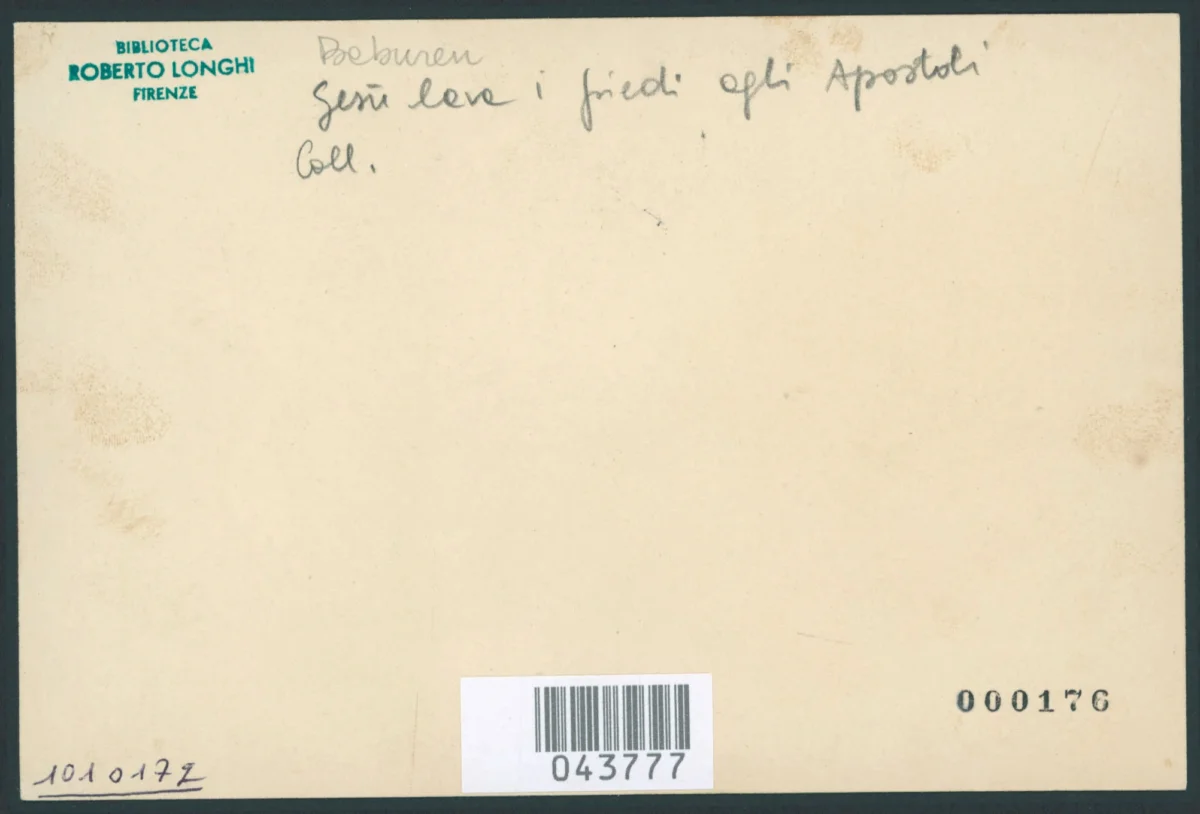 BIBLIOTECA
ROBERTO LONGHI
FIRENZE
Baburen
Gesù lava i piedi agli Apostoli
Coll.
000176
043777
1010172